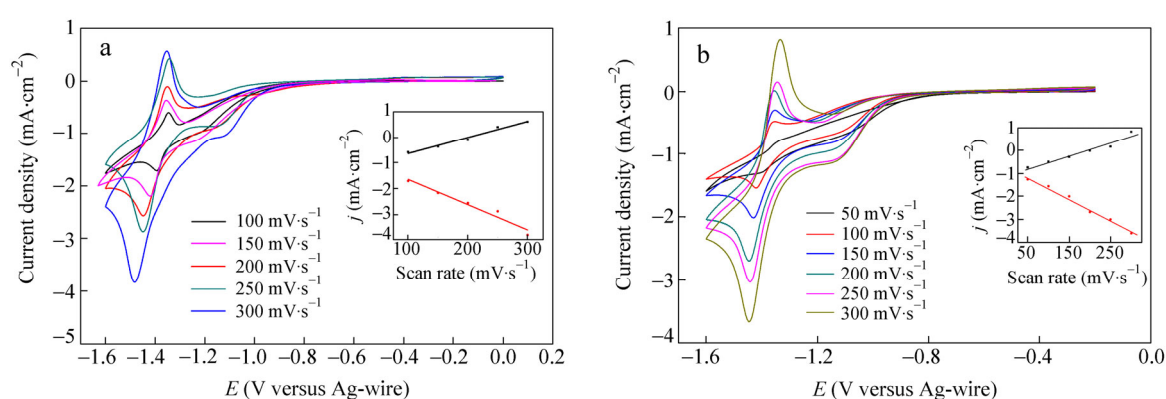 a
Current density (mA·cm−2)
1
0
−1
−2
−3
−4
−5
−1.6
−1.4
−1.2
−1.0
−0.8
−0.6
−0.4
−0.2
0.0
0.2
E (V versus Ag-wire)
100 mV·s−1
150 mV·s−1
200 mV·s−1
250 mV·s−1
300 mV·s−1
j (mA·cm−2)
1
0
−1
−2
−3
−4
100
200
300
Scan rate (mV·s−1)
b
Current density (mA·cm−2)
1
0
−1
−2
−3
−4
−1.6
−1.2
−0.8
−0.4
0.0
E (V versus Ag-wire)
50 mV·s−1
100 mV·s−1
150 mV·s−1
200 mV·s−1
250 mV·s−1
300 mV·s−1
j (mA·cm−2)
1
0
−1
−2
−3
−4
50
150
250
Scan rate (mV·s−1)